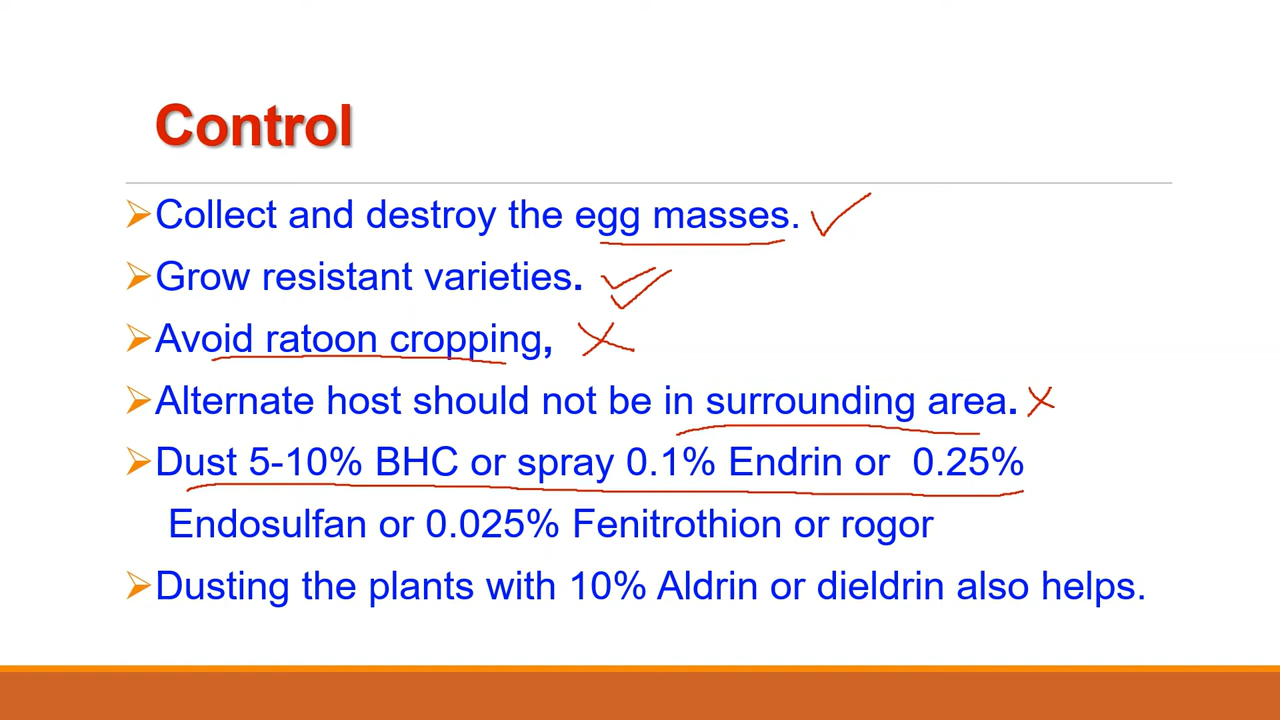 Control
Collect and destroy the egg masses.
Grow resistant varieties.
Avoid ratoon cropping,
Alternate host should not be in surrounding area.
Dust 5-10% BHC or spray 0.1% Endrin or 0.25%
Endosulfan or 0.025% Fenitrothion or rogor
Dusting the plants with 10% Aldrin or dieldrin also helps.